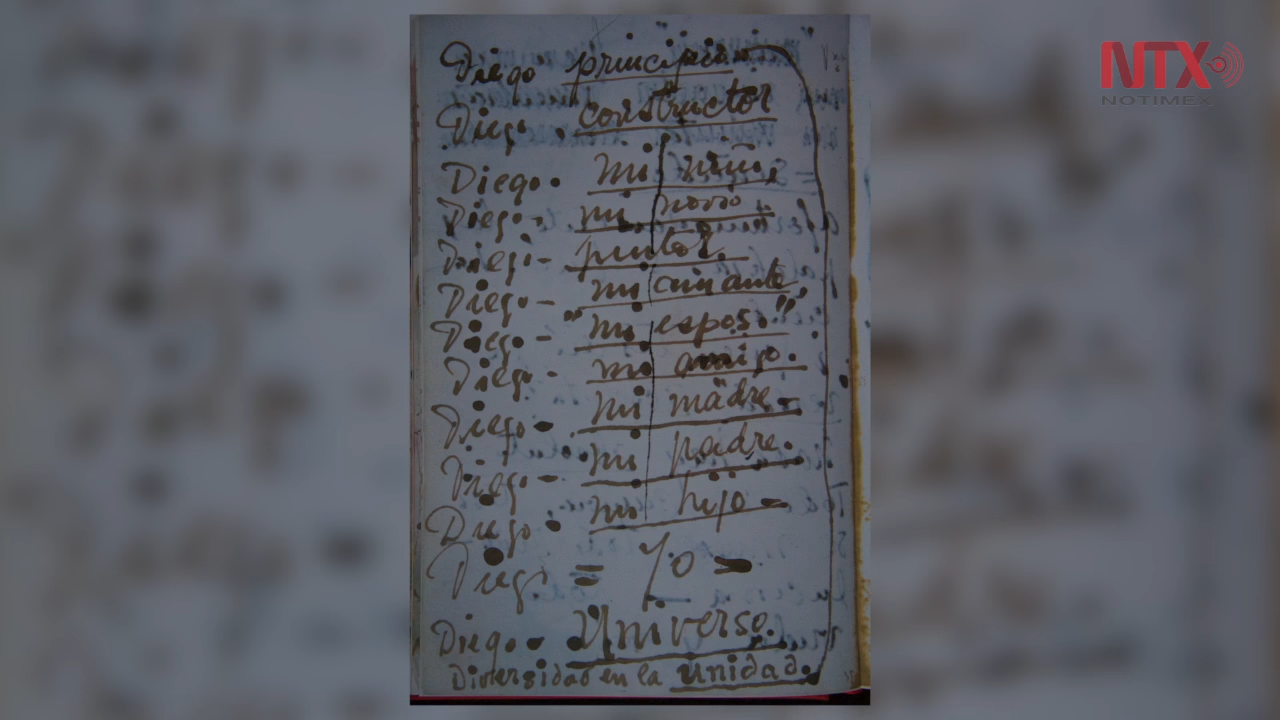 Diego principio.
Diego. constructor
Diego. mi niño,
Diego - mi novio,
Diego - pintor.
Diego - mi amante,
Diego - "mi esposo"
Diego - mi amigo.
Diego - mi madre -
Diego - mi padre.
Diego. mi hijo -
Diego = Yo -
Diego - Universo.
Diversidad en la unidad.
NTX
NOTIMEX